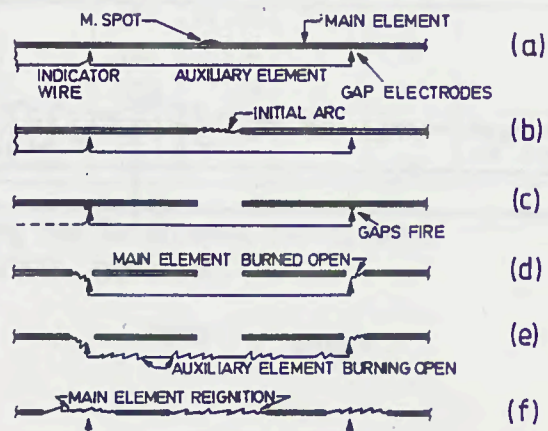 M. SPOT
MAIN ELEMENT
(a)
INDICATOR
WIRE
AUXILIARY ELEMENT
GAP ELECTRODES
INITIAL ARC
(b)
(c)
GAPS FIRE
MAIN ELEMENT BURNED OPEN
(d)
(e)
AUXILIARY ELEMENT BURNING OPEN
MAIN ELEMENT REIGNITION
(f)